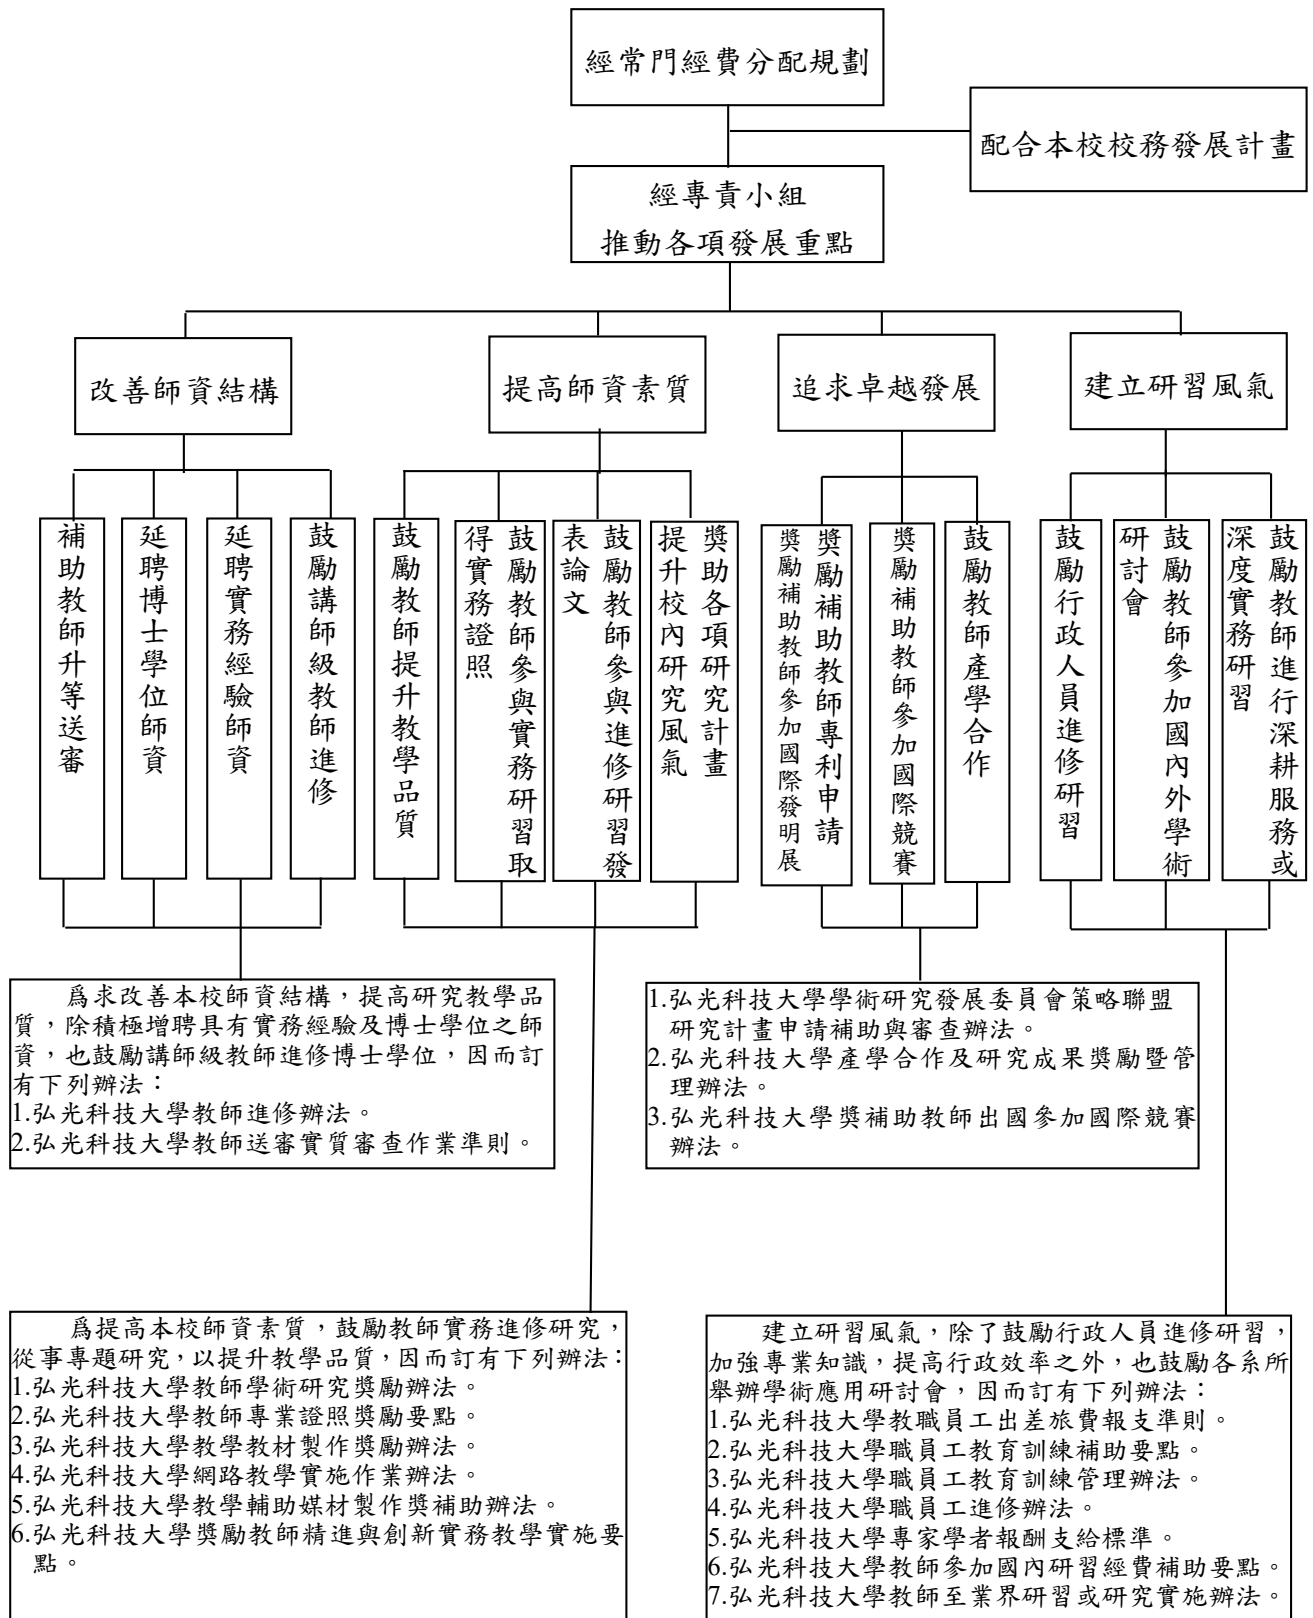 經常門經費分配規劃
配合本校校務發展計畫
經專責小組
推動各項發展重點
改善師資結構
提高師資素質
追求卓越發展
建立研習風氣
補助教師升等送審
延聘博士學位師資
延聘實務經驗師資
鼓勵講師級教師進修
鼓勵教師提升教學品質
鼓勵教師參與實務研習取
得實務證照
鼓勵教師參與進修研習發
表論文
獎助各項研究計畫
提升校內研究風氣
獎勵補助教師專利申請
獎勵補助教師參加國際發明展
獎勵補助教師參加國際競賽
鼓勵教師產學合作
鼓勵行政人員進修研習
鼓勵教師參加國內外學術
研討會
鼓勵教師進行深耕服務或
深度實務研習
為求改善本校師資結構，提高研究教學品
質，除積極增聘具有實務經驗及博士學位之師
資，也鼓勵講師級教師進修博士學位，因而訂
有下列辦法：
1.弘光科技大學教師進修辦法。
2.弘光科技大學教師送審實質審查作業準則。
1.弘光科技大學學術研究發展委員會策略聯盟
研究計畫申請補助與審查辦法。
2.弘光科技大學產學合作及研究成果獎勵暨管
理辦法。
3.弘光科技大學獎補助教師出國參加國際競賽
辦法。
為提高本校師資素質，鼓勵教師實務進修研究，
從事專題研究，以提升教學品質，因而訂有下列辦法：
1.弘光科技大學教師學術研究獎勵辦法。
2.弘光科技大學教師專業證照獎勵要點。
3.弘光科技大學教學教材製作獎勵辦法。
4.弘光科技大學網路教學實施作業辦法。
5.弘光科技大學教學輔助媒材製作獎補助辦法。
6.弘光科技大學獎勵教師精進與創新實務教學實施要
點。
建立研習風氣，除了鼓勵行政人員進修研習，
加強專業知識，提高行政效率之外，也鼓勵各系所
舉辦學術應用研討會，因而訂有下列辦法：
1.弘光科技大學教職員工出差旅費報支準則。
2.弘光科技大學職員工教育訓練補助要點。
3.弘光科技大學職員工教育訓練管理辦法。
4.弘光科技大學職員工進修辦法。
5.弘光科技大學專家學者報酬支給標準。
6.弘光科技大學教師參加國內研習經費補助要點。
7.弘光科技大學教師至業界研習或研究實施辦法。